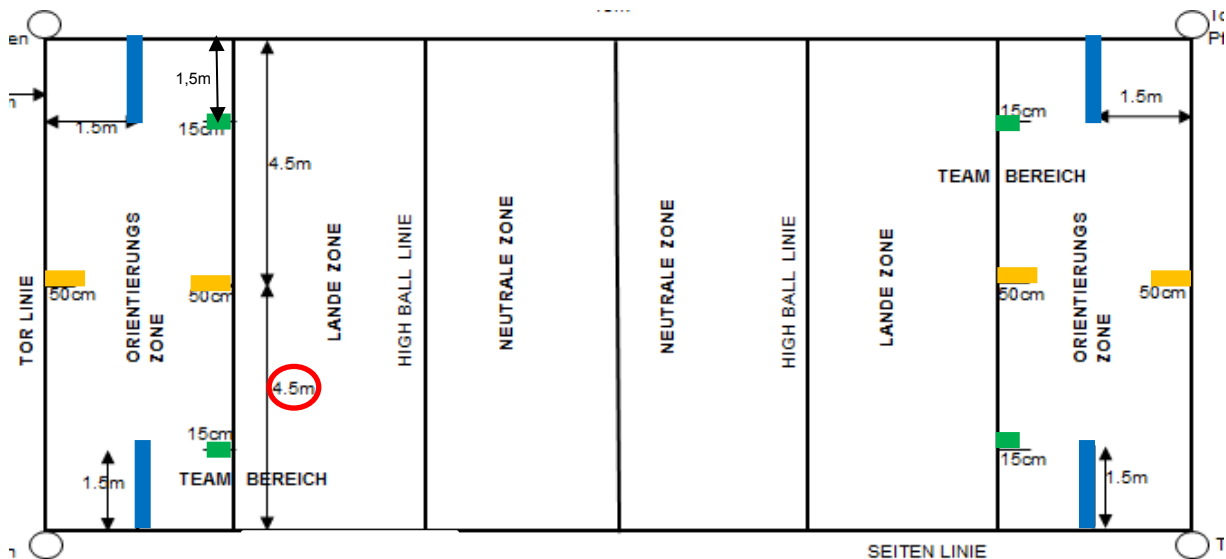 1,5m
15cm
15cm
1.5m
1.5m
4.5m
TEAM BEREICH
TOR LINIE
ORIENTIERUNGS
ZONE
LANDE ZONE
HIGH BALL LINIE
NEUTRALE ZONE
NEUTRALE ZONE
HIGH BALL LINIE
LANDE ZONE
ORIENTIERUNGS
ZONE
50cm
50cm
50cm
50cm
4.5m
15cm
15cm
1.5m
TEAM BEREICH
1.5m
SEITEN LINIE